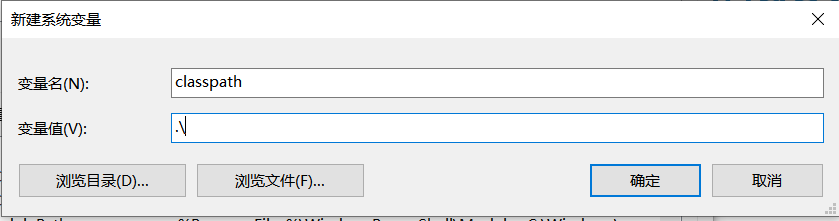 新建系统变量
变量名(N):
classpath
变量值(V):
.\
浏览目录(D)...
浏览文件(F)...
确定
取消